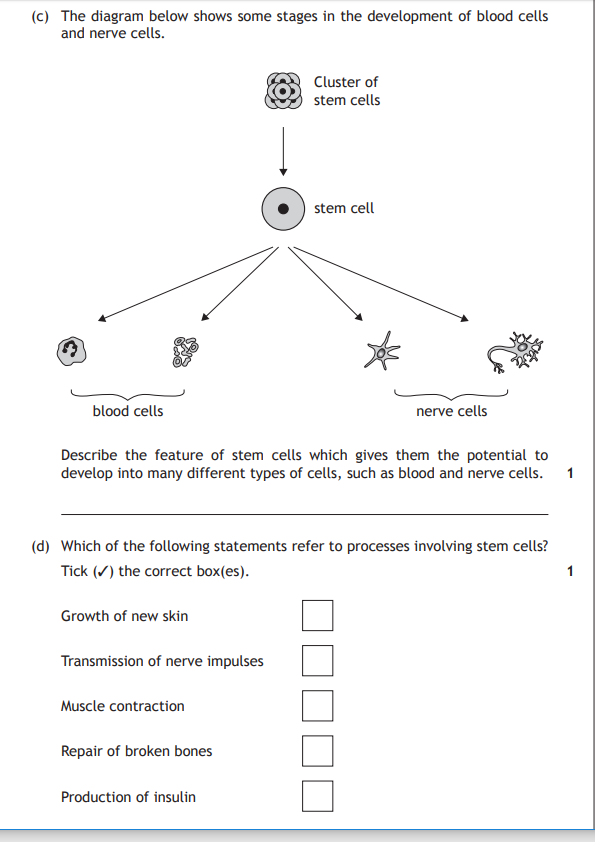 (c) The diagram below shows some stages in the development of blood cells
and nerve cells.
Cluster of
stem cells
stem cell
blood cells
nerve cells
Describe the feature of stem cells which gives them the potential to
develop into many different types of cells, such as blood and nerve cells. 1
(d) Which of the following statements refer to processes involving stem cells?
Tick (✓) the correct box(es). 1
Growth of new skin
Transmission of nerve impulses
Muscle contraction
Repair of broken bones
Production of insulin